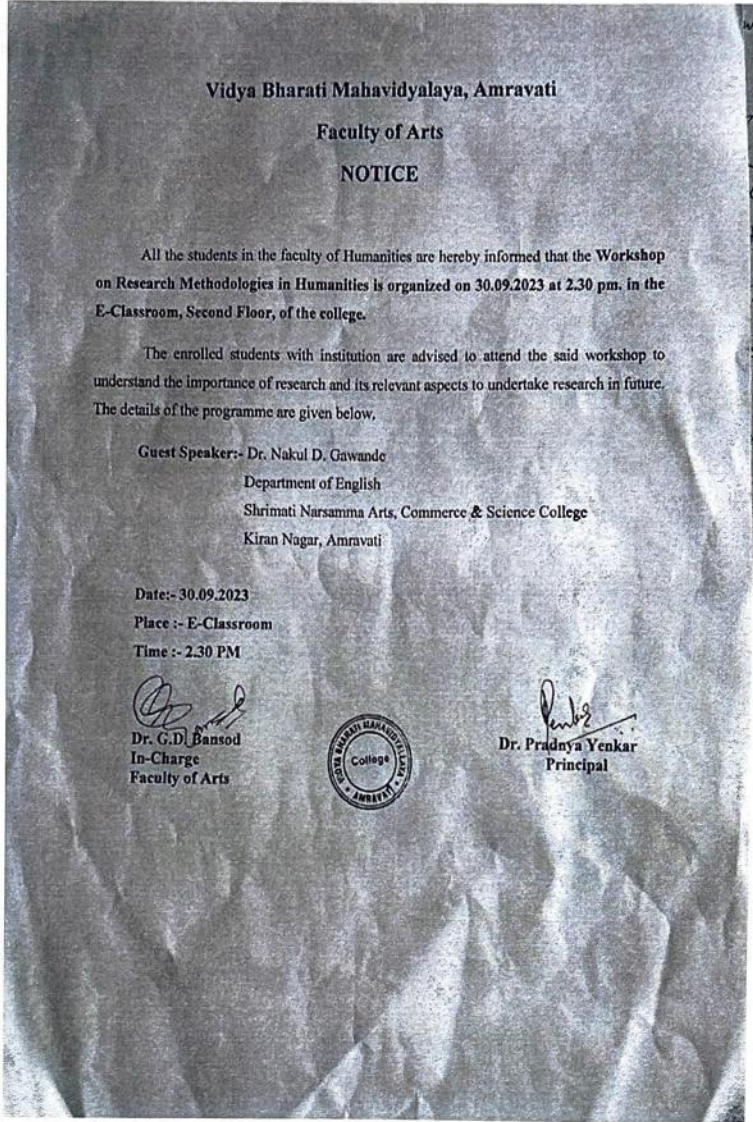 Vidya Bharati Mahavidyalaya, Amravati
Faculty of Arts
NOTICE
All the students in the faculty of Humanities are hereby informed that the Workshop
on Research Methodologies in Humanities is organized on 30.09.2023 at 2.30 pm. in the
E-Classroom, Second Floor, of the college.
The enrolled students with institution are advised to attend the said workshop to
understand the importance of research and its relevant aspects to undertake research in future.
The details of the programme are given below,
Guest Speaker:- Dr. Nakul D. Gawande
Department of English
Shrimati Narsamma Arts, Commerce & Science College
Kiran Nagar, Amravati
Date:- 30.09.2023
Place :- E-Classroom
Time :- 2.30 PM
Dr. G.D. Bansod
In-Charge
Faculty of Arts
VIDYA BHARATI MAHAVIDYALAYA
College
* AMRAVATI *
Dr. Pradnya Yenkar
Principal